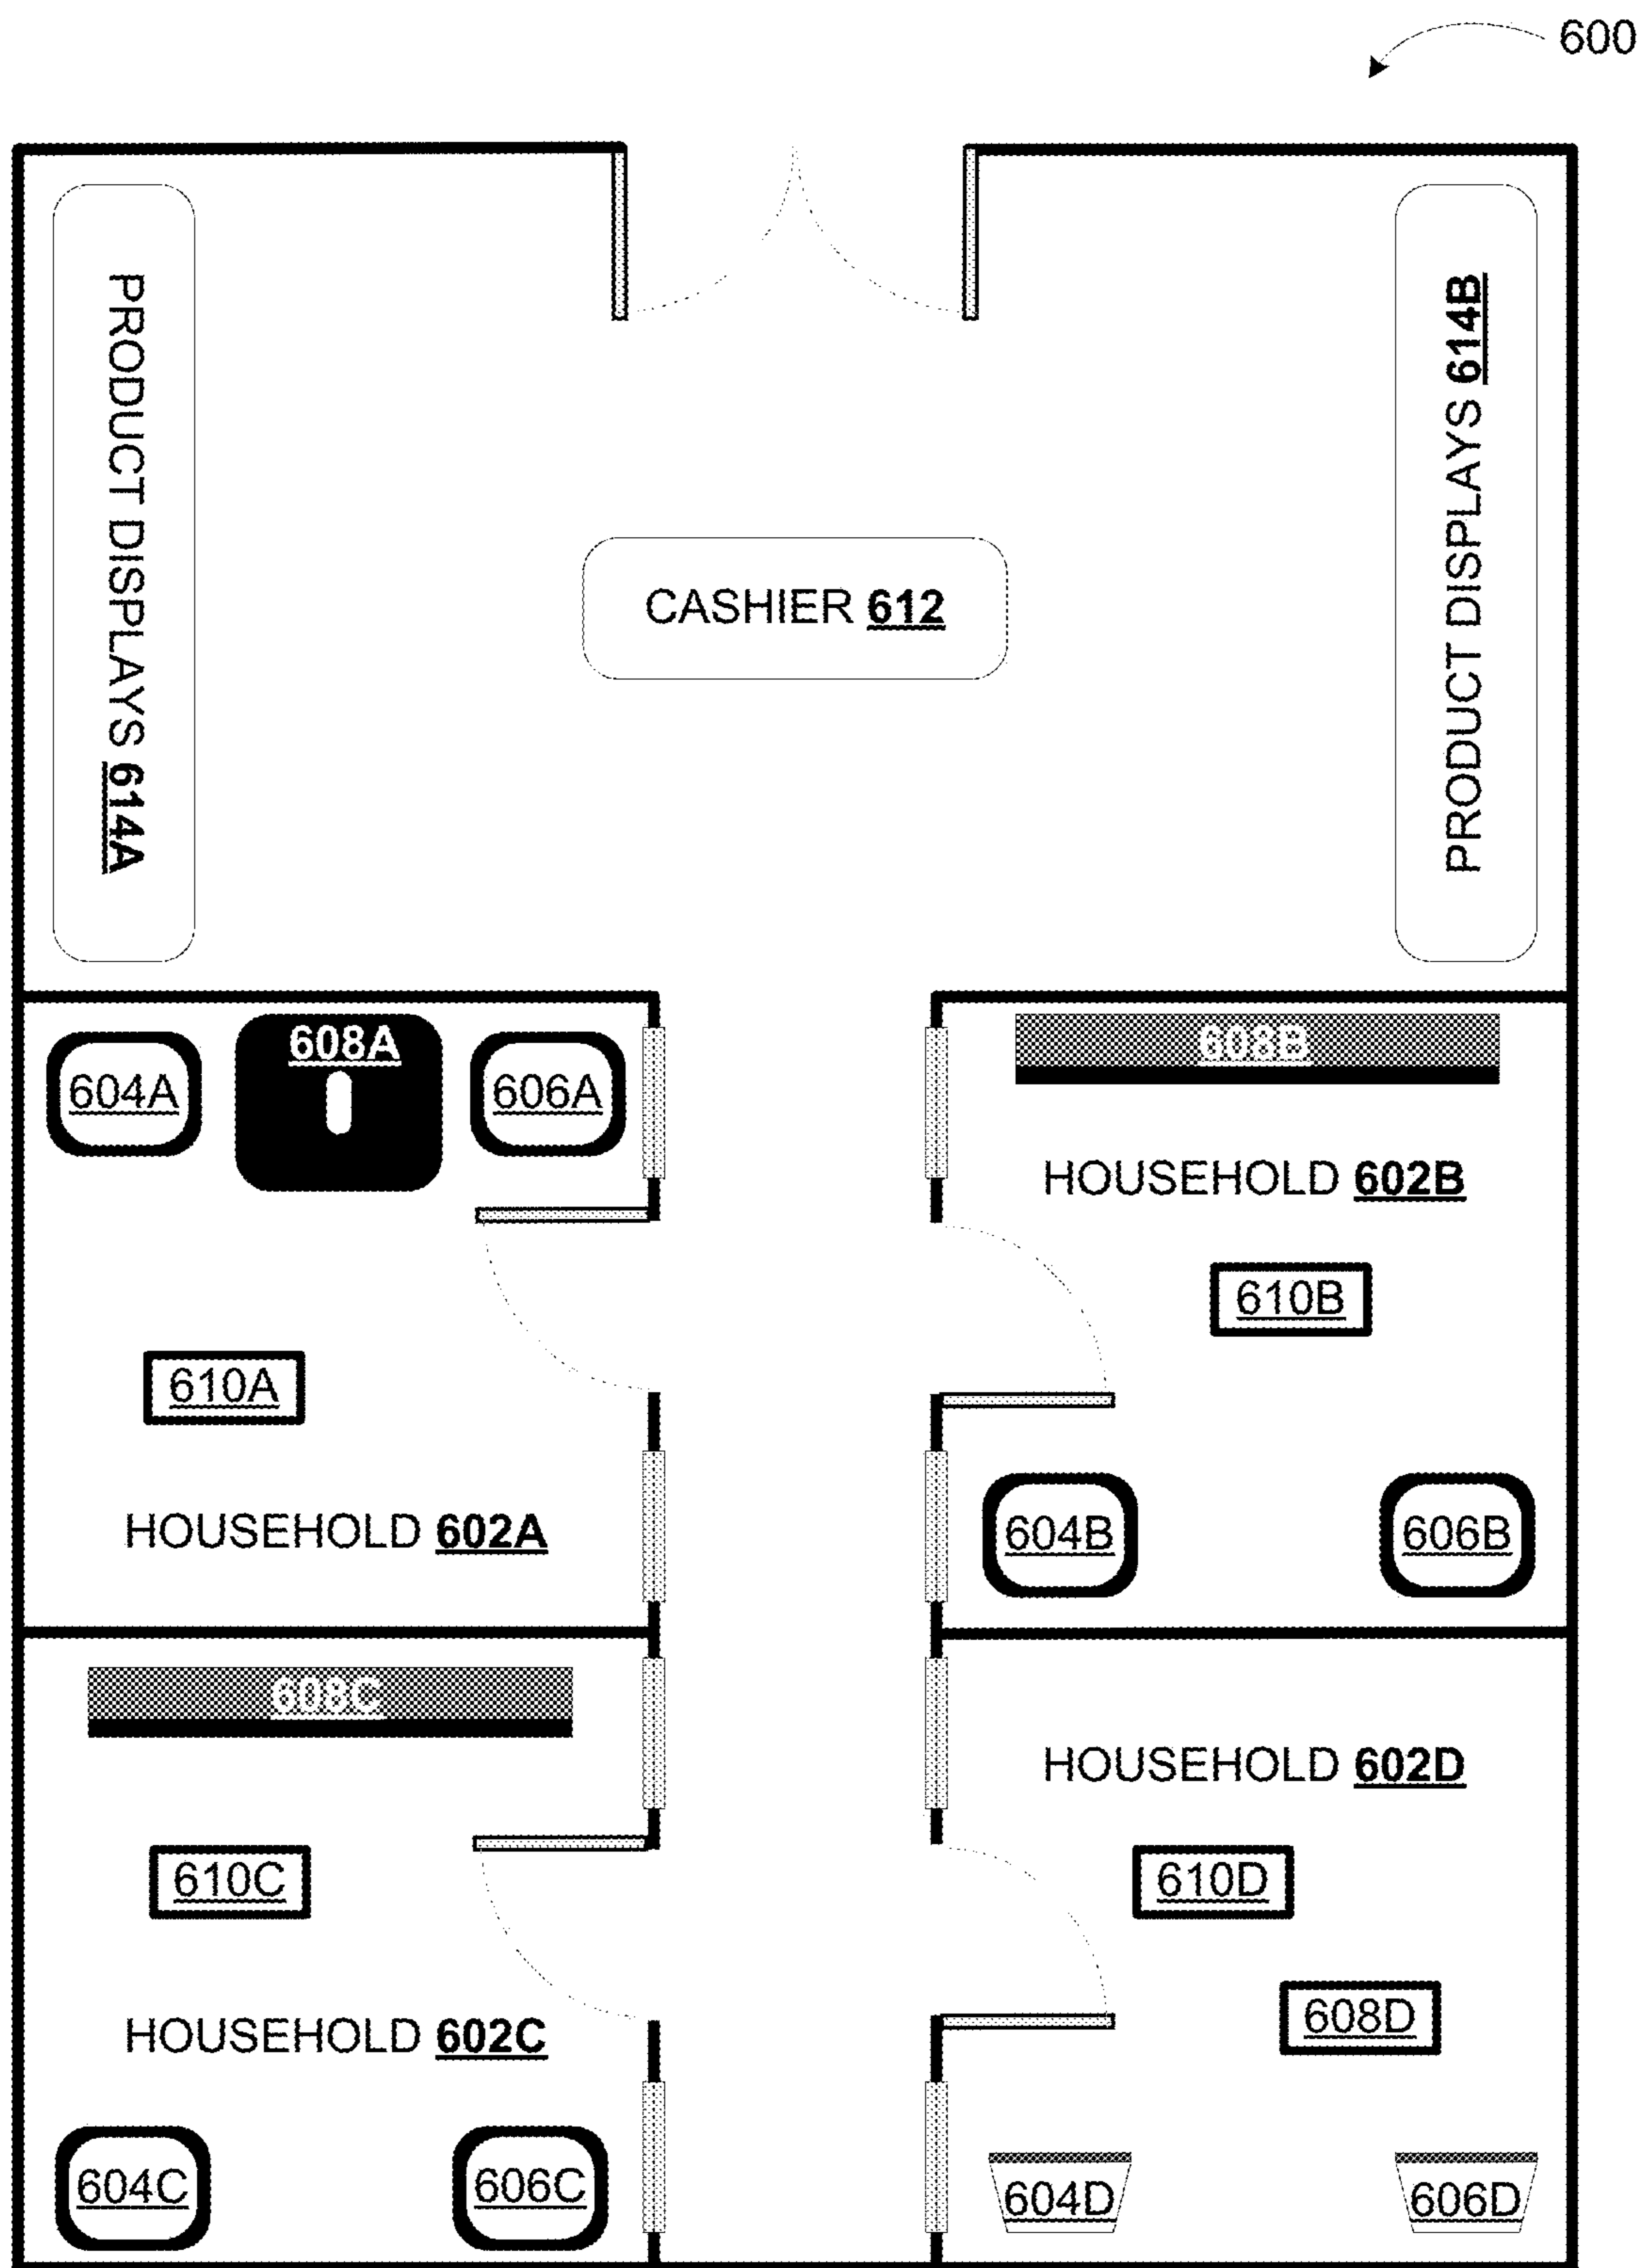 600
PRODUCT DISPLAYS 614A
PRODUCT DISPLAYS 614B
CASHIER 612
604A
608A
606A
608B
HOUSEHOLD 602B
610B
610A
HOUSEHOLD 602A
604B
606B
608C
HOUSEHOLD 602D
610C
610D
608D
HOUSEHOLD 602C
604C
606C
604D
606D